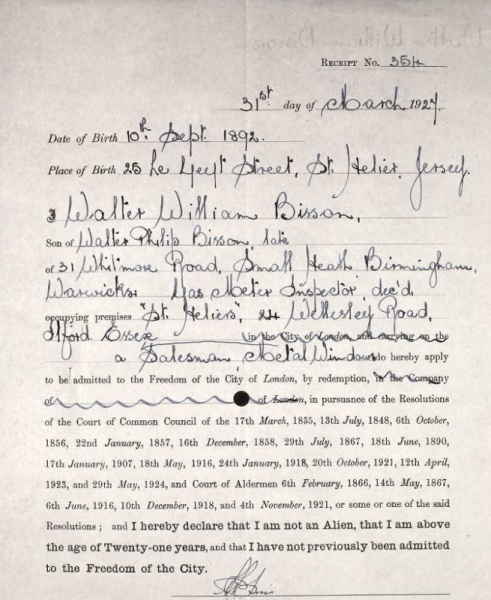 RECEIPT No. 354
31st day of March 1927.
Date of Birth 10th Sept. 1892.
Place of Birth 25 Le Geyt Street, St. Helier, Jersey.
I Walter William Bisson,
Son of Walter Philip Bisson, late
of 31 Whitmore Road, Small Heath, Birmingham,
Warwicks: Gas Meter Inspector, dec'd
occupying premises "St. Heliers", 24 Wellesley Road,
Ilford Essex in the City of London and carrying on the
a Salesman Metal Windows do hereby apply
to be admitted to the Freedom of the City of London, by redemption, in the Company
of of London, in pursuance of the Resolutions
of the Court of Common Council of the 17th March, 1835, 13th July, 1848, 6th October,
1856, 22nd January, 1857, 16th December, 1858, 29th July, 1867, 18th June, 1890,
17th January, 1907, 18th May, 1916, 24th January, 1918, 20th October, 1921, 12th April,
1923, and 29th May, 1924, and Court of Aldermen 6th February, 1866, 14th May, 1867,
6th June, 1916, 10th December, 1918, and 4th November, 1921, or some or one of the said
Resolutions ; and I hereby declare that I am not an Alien, that I am above
the age of Twenty-one years, and that I have not previously been admitted
to the Freedom of the City.